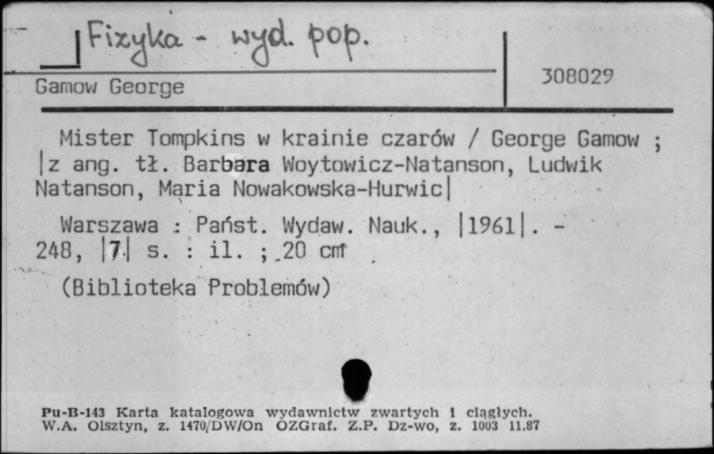 Fizyka - wyd. pop.
Gamow George
308029
Mister Tompkins w krainie czarów / George Gamow ;
|z ang. tł. Barbara Woytowicz-Natanson, Ludwik
Natanson, Maria Nowakowska-Hurwic|
Warszawa : Państ. Wydaw. Nauk., |1961|. -
248, |7| s. : il. ; 20 cm
(Biblioteka Problemów)
Pu-B-143 Karta katalogowa wydawnictw zwartych i ciągłych.
W.A. Olsztyn, z. 1470/DW/On OZGraf. Z.P. Dz-wo, z. 1003 11.87